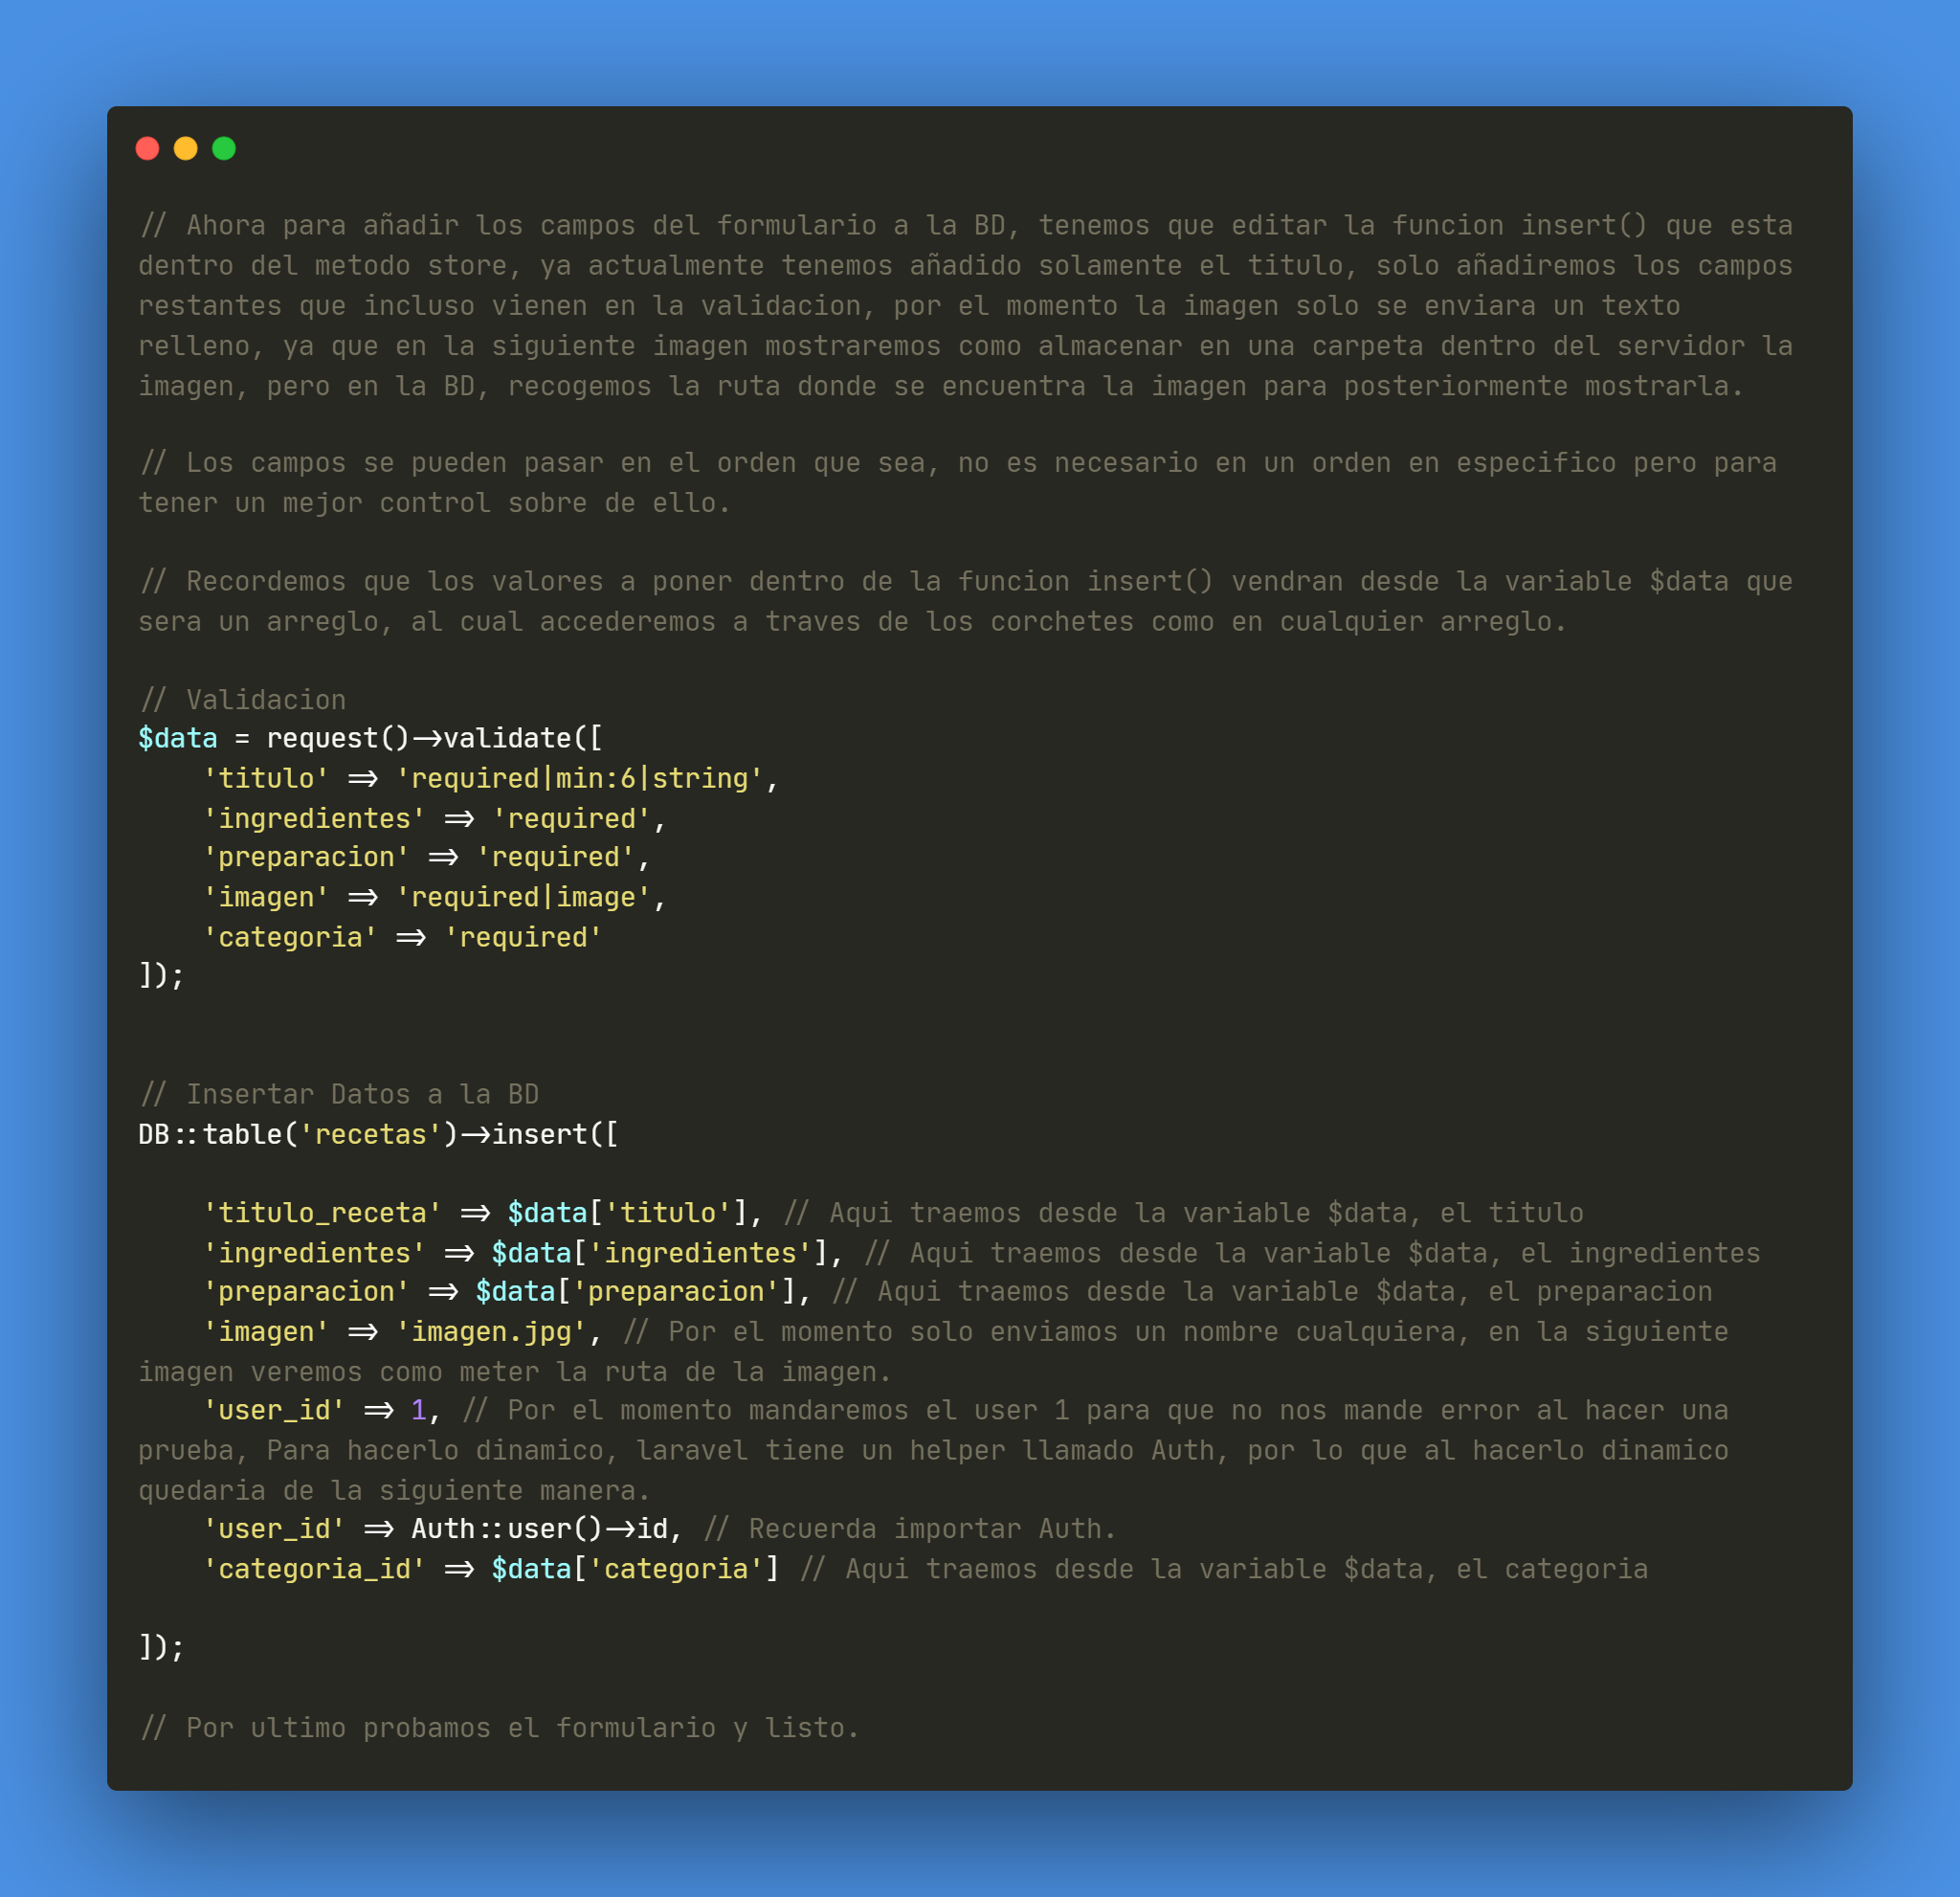 // Ahora para añadir los campos del formulario a la BD, tenemos que editar la funcion insert() que esta
dentro del metodo store, ya actualmente tenemos añadido solamente el titulo, solo añadiremos los campos
restantes que incluso vienen en la validacion, por el momento la imagen solo se enviara un texto
relleno, ya que en la siguiente imagen mostraremos como almacenar en una carpeta dentro del servidor la
imagen, pero en la BD, recogemos la ruta donde se encuentra la imagen para posteriormente mostrarla.

// Los campos se pueden pasar en el orden que sea, no es necesario en un orden en especifico pero para
tener un mejor control sobre de ello.

// Recordemos que los valores a poner dentro de la funcion insert() vendran desde la variable $data que
sera un arreglo, al cual accederemos a traves de los corchetes como en cualquier arreglo.

// Validacion
$data = request()->validate([
    'titulo' => 'required|min:6|string',
    'ingredientes' => 'required',
    'preparacion' => 'required',
    'imagen' => 'required|image',
    'categoria' => 'required'
]);

// Insertar Datos a la BD
DB::table('recetas')->insert([

    'titulo_receta' => $data['titulo'], // Aqui traemos desde la variable $data, el titulo
    'ingredientes' => $data['ingredientes'], // Aqui traemos desde la variable $data, el ingredientes
    'preparacion' => $data['preparacion'], // Aqui traemos desde la variable $data, el preparacion
    'imagen' => 'imagen.jpg', // Por el momento solo enviamos un nombre cualquiera, en la siguiente
imagen veremos como meter la ruta de la imagen.
    'user_id' => 1, // Por el momento mandaremos el user 1 para que no nos mande error al hacer una
prueba, Para hacerlo dinamico, laravel tiene un helper llamado Auth, por lo que al hacerlo dinamico
quedaria de la siguiente manera.
    'user_id' => Auth::user()->id, // Recuerda importar Auth.
    'categoria_id' => $data['categoria'] // Aqui traemos desde la variable $data, el categoria

]);

// Por ultimo probamos el formulario y listo.